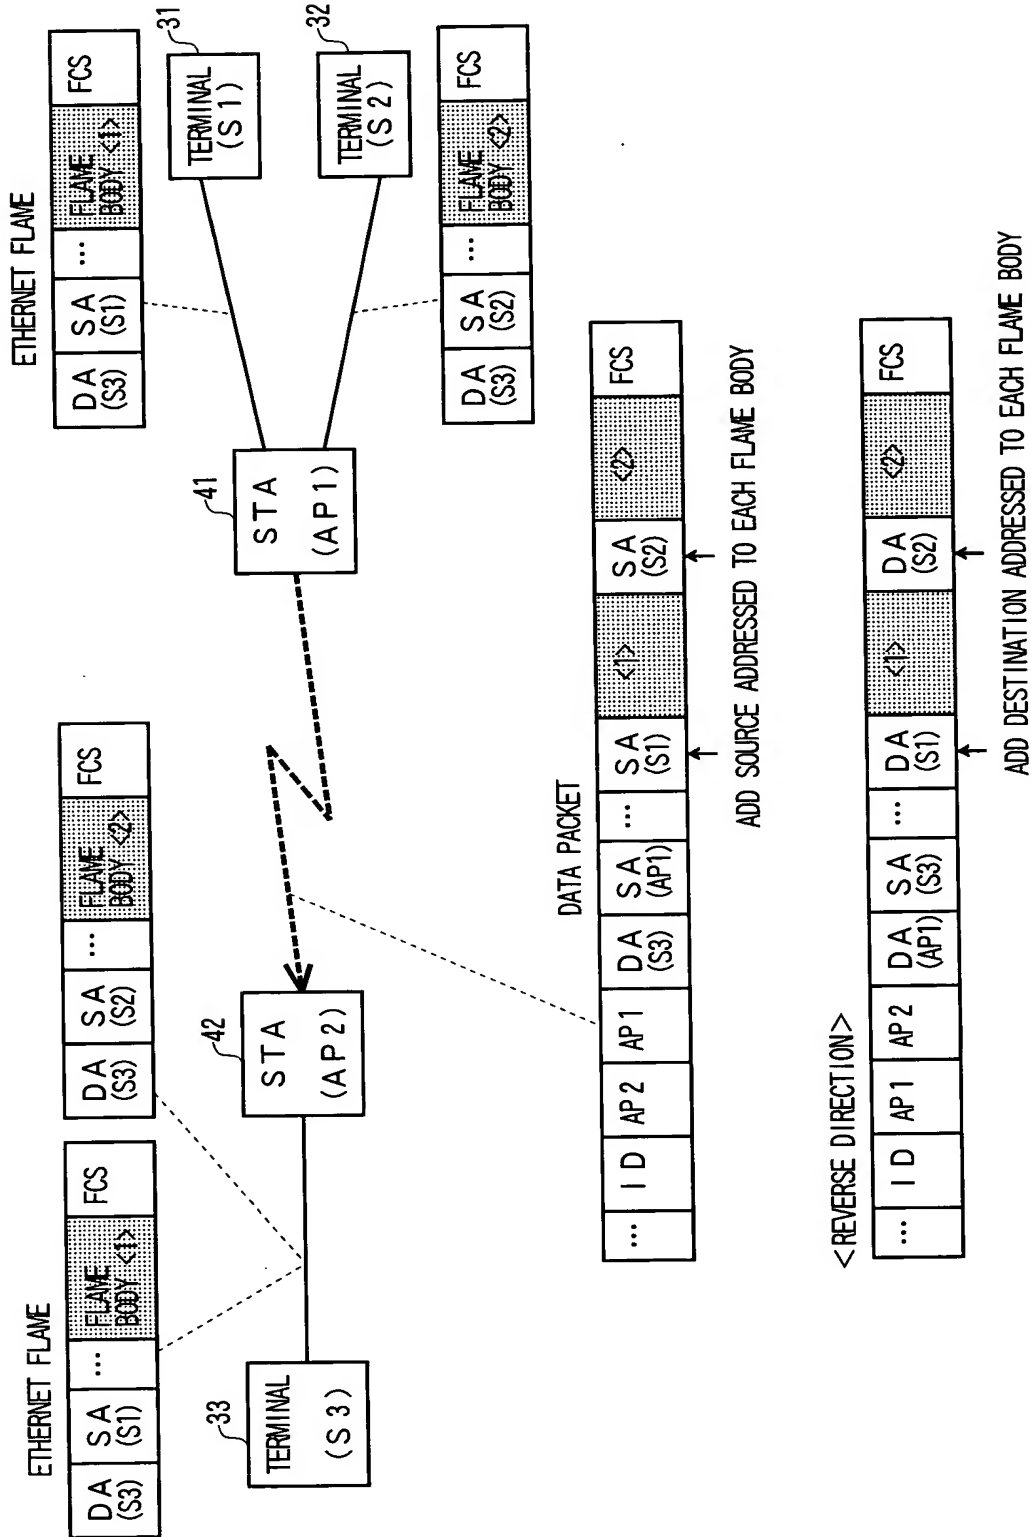 ETHERNET FLAME
DA (S3) SA (S1) ... FLAME BODY <1> FCS
DA (S3) SA (S2) ... FLAME BODY <2> FCS
33
TERMINAL
(S3)
42
STA
(AP2)
41
STA
(AP1)
ETHERNET FLAME
DA (S3) SA (S1) ... FLAME BODY <1> FCS
TERMINAL
(S1)
31
TERMINAL
(S2)
32
DA (S3) SA (S2) ... FLAME BODY <2> FCS
DATA PACKET
... ID AP2 AP1 DA (S3) SA (AP1) ... SA (S1) <1> SA (S2) <2> FCS
ADD SOURCE ADDRESSED TO EACH FLAME BODY
<REVERSE DIRECTION>
... ID AP1 AP2 DA (AP1) SA (S3) ... DA (S1) <1> DA (S2) <2> FCS
ADD DESTINATION ADDRESSED TO EACH FLAME BODY